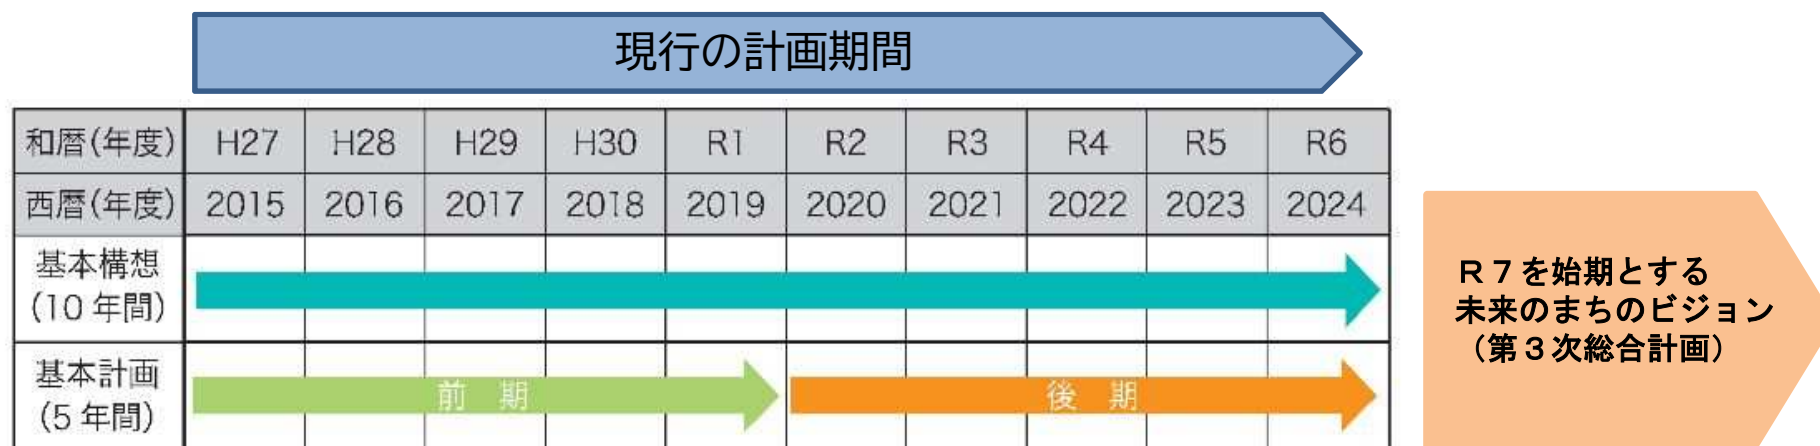 現行の計画期間
和暦(年度) H27 H28 H29 H30 R1 R2 R3 R4 R5 R6
西暦(年度) 2015 2016 2017 2018 2019 2020 2021 2022 2023 2024
基本構想
(10年間)
基本計画
(5年間)
前 期
後 期
R7を始期とする
未来のまちのビジョン
(第3次総合計画)